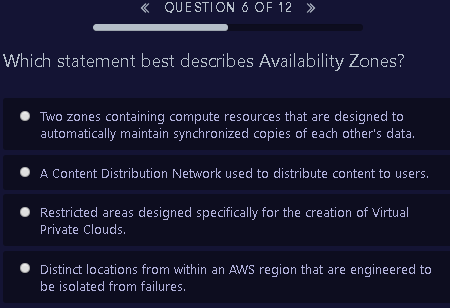 « QUESTION 6 OF 12 »
Which statement best describes Availability Zones?
Two zones containing compute resources that are designed to
automatically maintain synchronized copies of each other's data.
A Content Distribution Network used to distribute content to users.
Restricted areas designed specifically for the creation of Virtual
Private Clouds.
Distinct locations from within an AWS region that are engineered to
be isolated from failures.